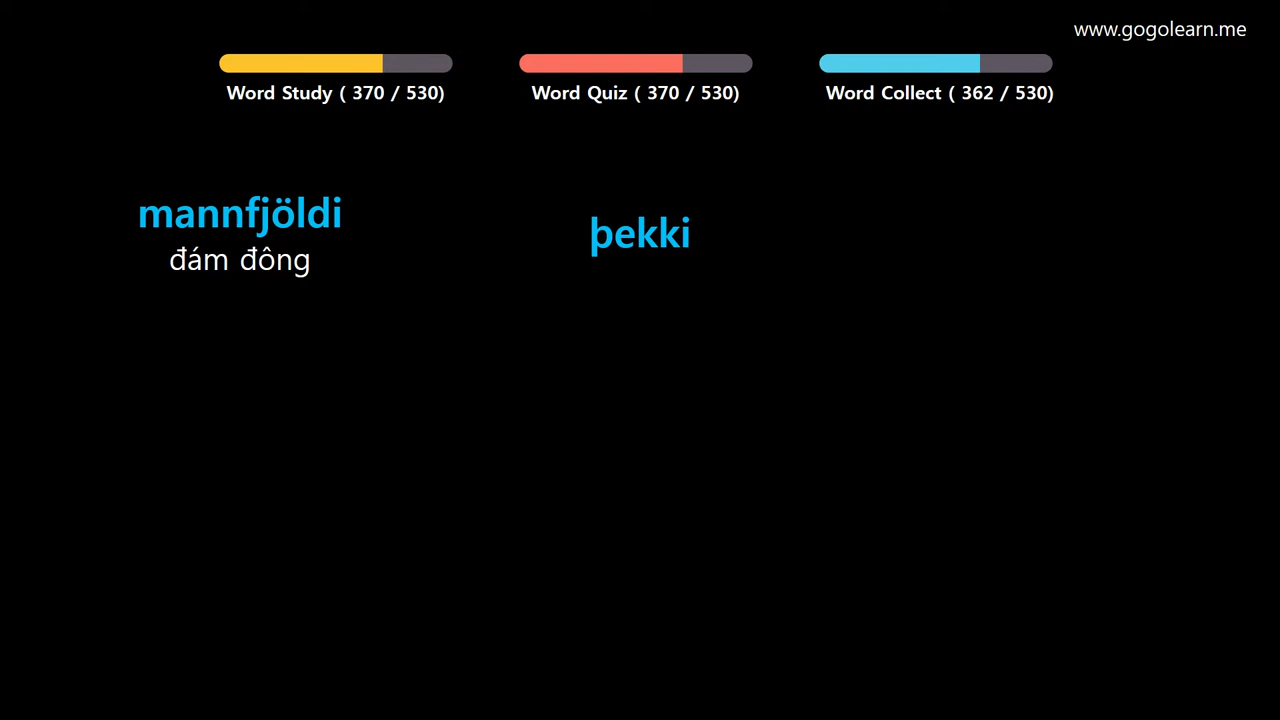 www.gogolearn.me
Word Study ( 370 / 530)
Word Quiz ( 370 / 530)
Word Collect ( 362 / 530)
mannfjöldi
đám đông
þekki